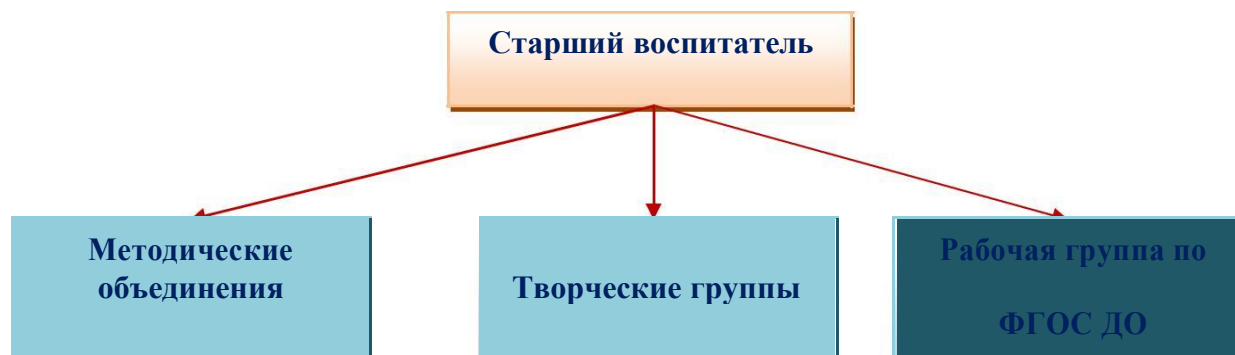 Старший воспитатель
Методические
объединения
Творческие группы
Рабочая группа по
ФГОС ДО